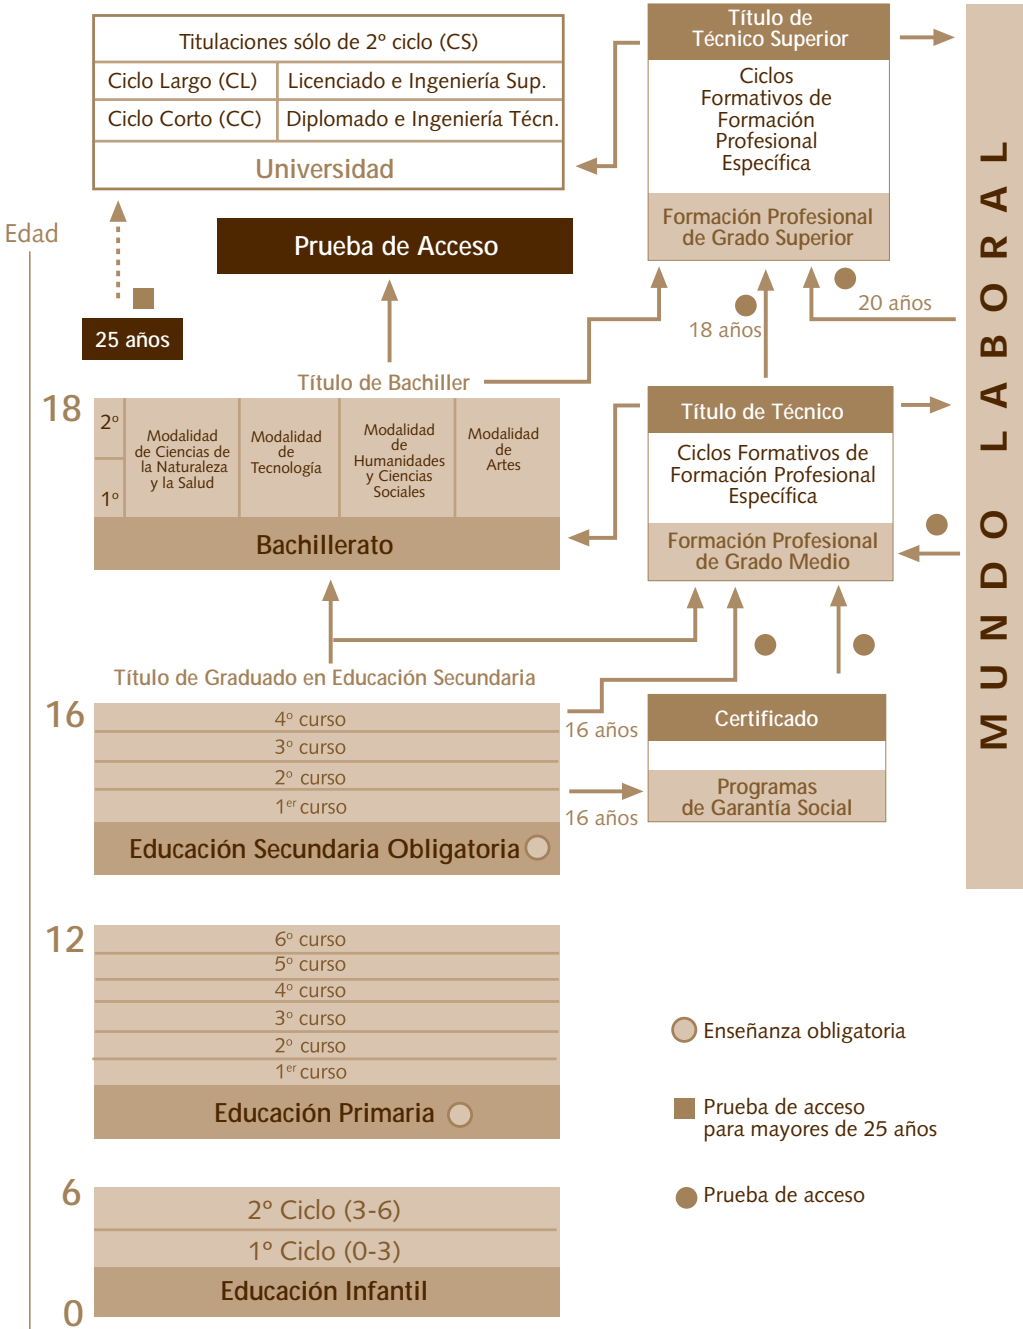 Titulaciones sólo de 2º ciclo (CS)
Ciclo Largo (CL)
Licenciado e Ingeniería Sup.
Ciclo Corto (CC)
Diplomado e Ingeniería Técn.
Universidad
Título de
Técnico Superior
Ciclos
Formativos de
Formación
Profesional
Específica
Formación Profesional
de Grado Superior
Edad
Prueba de Acceso
25 años
18 años
20 años
MUNDO LABORAL
Título de Bachiller
18
2º
1º
Modalidad
de Ciencias de
la Naturaleza
y la Salud
Modalidad
de
Tecnología
Modalidad
de
Humanidades
y Ciencias
Sociales
Modalidad
de
Artes
Bachillerato
Título de Técnico
Ciclos Formativos de
Formación Profesional
Específica
Formación Profesional
de Grado Medio
Título de Graduado en Educación Secundaria
16
4º curso
3º curso
2º curso
1er curso
Educación Secundaria Obligatoria
16 años
16 años
Certificado
Programas
de Garantía Social
12
6º curso
5º curso
4º curso
3º curso
2º curso
1er curso
Educación Primaria
Enseñanza obligatoria
Prueba de acceso
para mayores de 25 años
Prueba de acceso
6
2º Ciclo (3-6)
1º Ciclo (0-3)
Educación Infantil
0